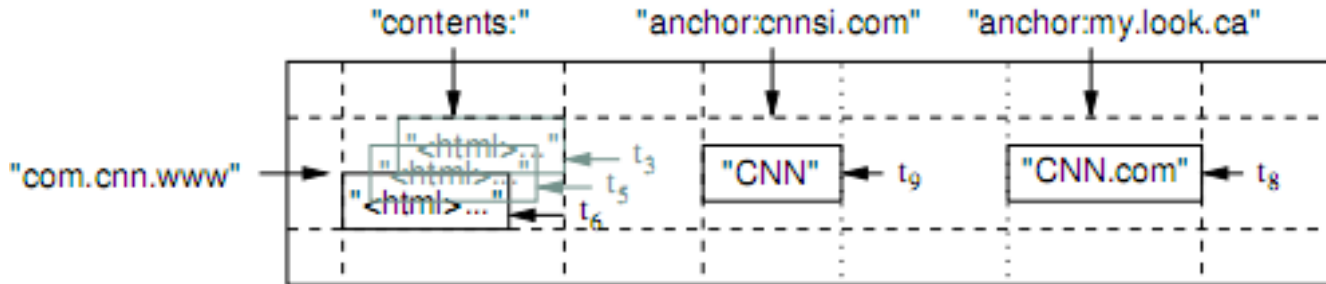 "contents:" "anchor:cnnsi.com" "anchor:my.look.ca"
"<html>..." t3
"<html>..." t5
"com.cnn.www" "<html>..." t6 "CNN" t9 "CNN.com" t8